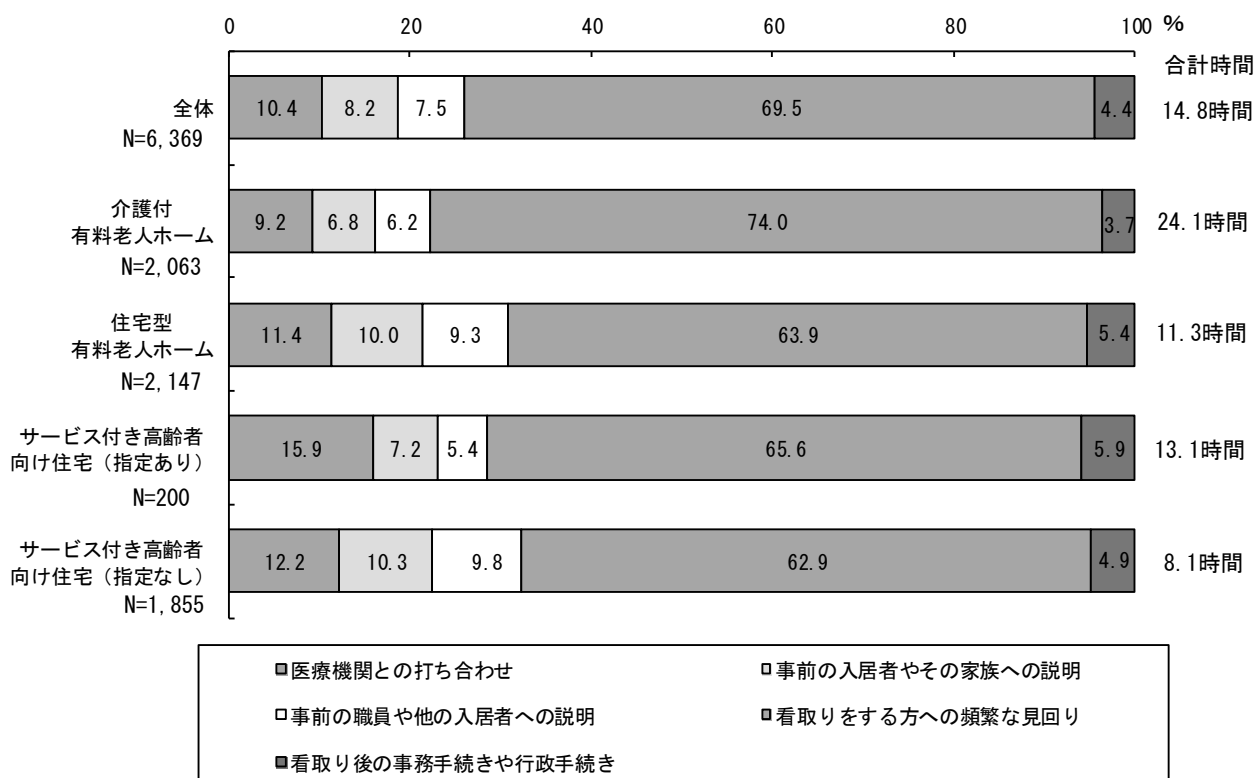 0 20 40 60 80 100 %
合計時間
全体
N=6,369
10.4 8.2 7.5 69.5 4.4 14.8時間
介護付
有料老人ホーム
N=2,063
9.2 6.8 6.2 74.0 3.7 24.1時間
住宅型
有料老人ホーム
N=2,147
11.4 10.0 9.3 63.9 5.4 11.3時間
サービス付き高齢者
向け住宅（指定あり）
N=200
15.9 7.2 5.4 65.6 5.9 13.1時間
サービス付き高齢者
向け住宅（指定なし）
N=1,855
12.2 10.3 9.8 62.9 4.9 8.1時間
医療機関との打ち合わせ 事前の入居者やその家族への説明
事前の職員や他の入居者への説明 看取りをする方への頻繁な見回り
看取り後の事務手続きや行政手続き